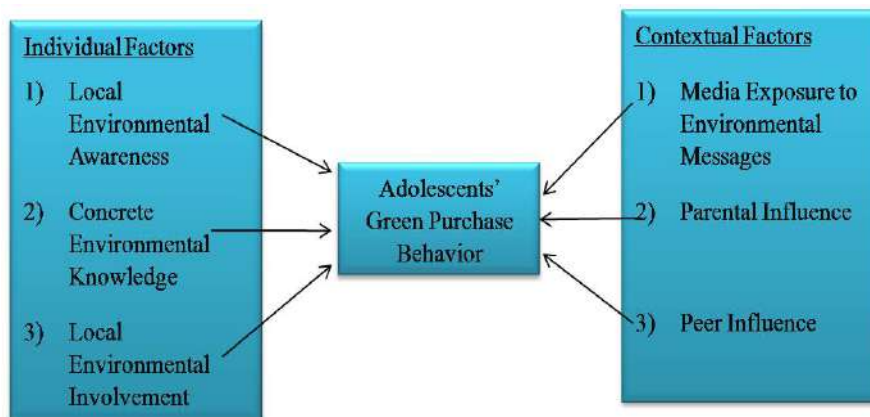 Individual Factors
1) Local
Environmental
Awareness
2) Concrete
Environmental
Knowledge
3) Local
Environmental
Involvement
Adolescents'
Green Purchase
Behavior
Contextual Factors
1) Media Exposure to
Environmental
Messages
2) Parental Influence
3) Peer Influence